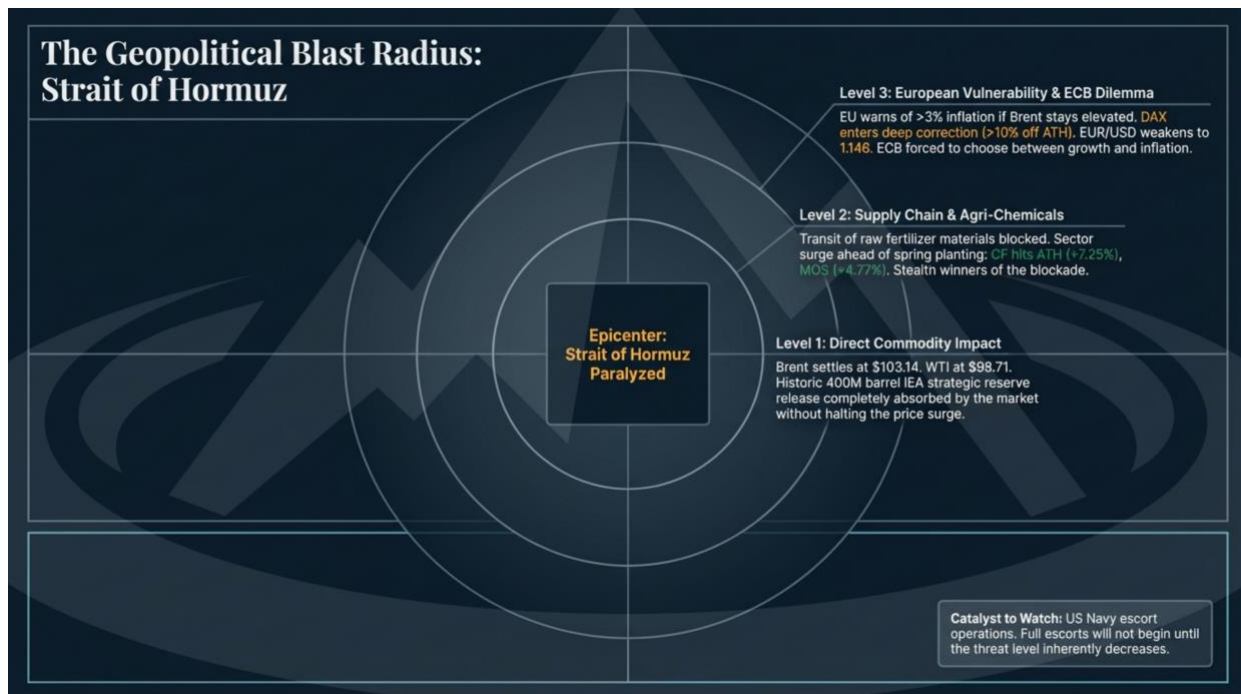 The Geopolitical Blast Radius:
Strait of Hormuz
Level 3: European Vulnerability & ECB Dilemma
EU warns of >3% inflation if Brent stays elevated. DAX
enters deep correction (>10% off ATH). EUR/USD weakens to
1.146. ECB forced to choose between growth and inflation.
Level 2: Supply Chain & Agri-Chemicals
Transit of raw fertilizer materials blocked. Sector
surge ahead of spring planting: CF hits ATH (+7.25%),
MOS (+4.77%). Stealtn winners of the blockade.
Epicenter:
Strait of Hormuz
Paralyzed
Level 1: Direct Commodity Impact
Brent settles at $103.14. WTI at $98.71.
Historic 400M barrel IEA strategic reserve
release completely absorbed by the market
without halting the price surge.
Catalyst to Watch: US Navy escort
operations. Full escorts will not begin until
the threat level inherently decreases.